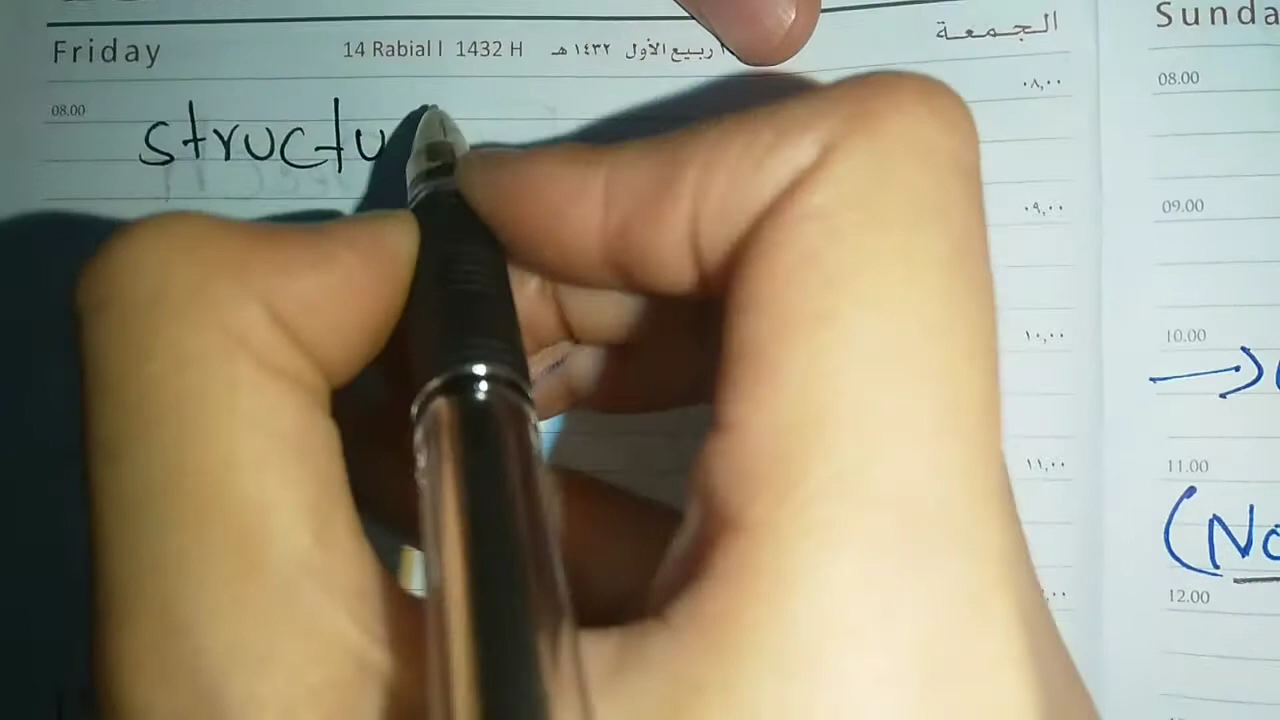 Friday 14 Rabial I 1432 H ربيع الأول ١٤٣٢ هـ الجمعة
08.00 ٠٨,٠٠
structu
٠٩,٠٠
١٠,٠٠
١١,٠٠
Sunda
08.00
09.00
10.00
11.00
(No
12.00